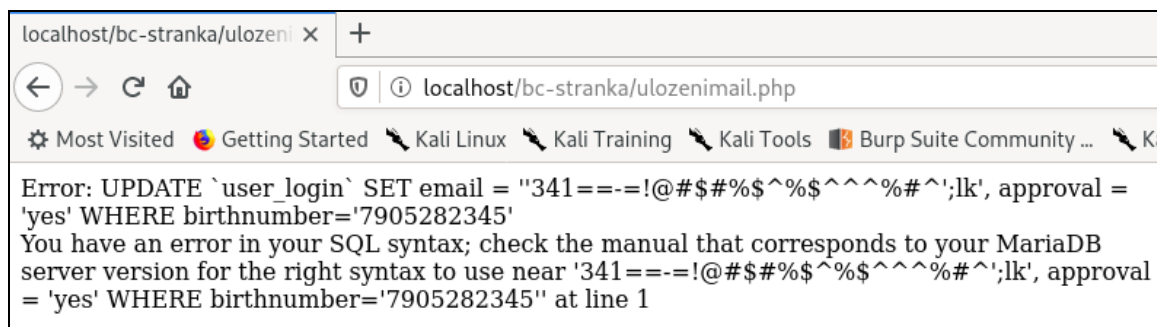 localhost/bc-stranka/ulozeni
localhost/bc-stranka/ulozenimail.php
Most Visited Getting Started Kali Linux Kali Training Kali Tools Burp Suite Community ... Ka
Error: UPDATE `user_login` SET email = ''341==-=!@#$#%$^%$^^^%#^';lk', approval =
'yes' WHERE birthnumber='7905282345'
You have an error in your SQL syntax; check the manual that corresponds to your MariaDB
server version for the right syntax to use near '341==-=!@#$#%$^%$^^^%#^';lk', approval
= 'yes' WHERE birthnumber='7905282345'' at line 1